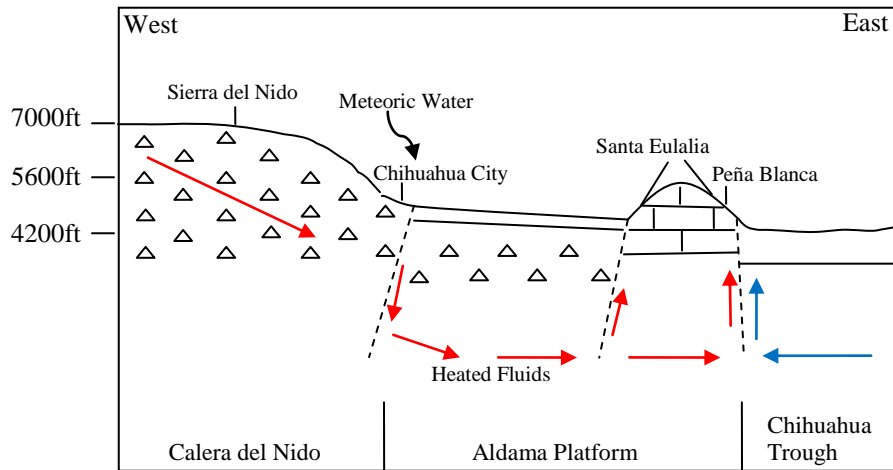 West
East
Sierra del Nido
Meteoric Water
7000ft
Santa Eulalia
5600ft
Chihuahua City
Peña Blanca
4200ft
Heated Fluids
Calera del Nido
Aldama Platform
Chihuahua
Trough